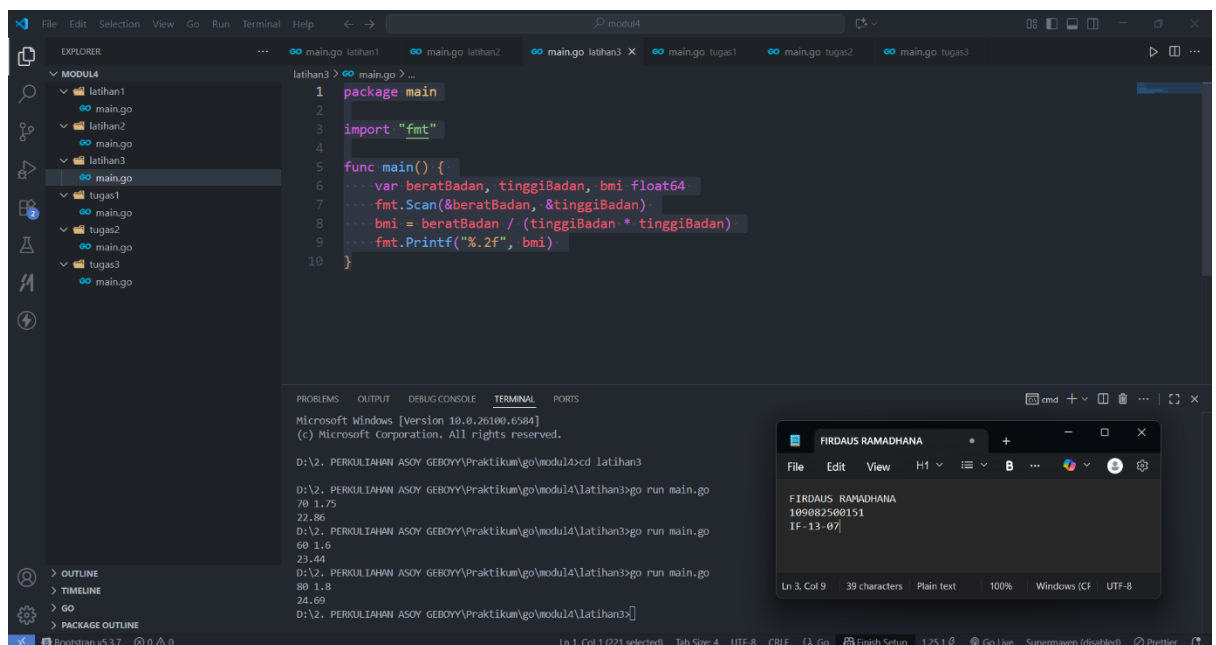 File Edit Selection View Go Run Terminal Help
modul4
EXPLORER
main.go latihan1 main.go latihan2 main.go latihan3 main.go tugas1 main.go tugas2 main.go tugas3
MODUL4
latihan1
main.go
latihan2
main.go
latihan3
main.go
tugas1
main.go
tugas2
main.go
tugas3
main.go
OUTLINE
TIMELINE
GO
PACKAGE OUTLINE
latihan3 > main.go > ...
1 package main
2
3 import "fmt"
4
5 func main() {
6 var beratBadan, tinggiBadan, bmi float64
7 fmt.Scan(&beratBadan, &tinggiBadan)
8 bmi = beratBadan / (tinggiBadan * tinggiBadan)
9 fmt.Printf("%.2f", bmi)
10 }
PROBLEMS OUTPUT DEBUG CONSOLE TERMINAL PORTS
cmd
Microsoft Windows [Version 10.0.26100.6584]
(c) Microsoft Corporation. All rights reserved.
D:\2. PERKULIAHAN ASOY GEBOYY\Praktikum\go\modul4>cd latihan3
D:\2. PERKULIAHAN ASOY GEBOYY\Praktikum\go\modul4\latihan3>go run main.go
70 1.75
22.86
D:\2. PERKULIAHAN ASOY GEBOYY\Praktikum\go\modul4\latihan3>go run main.go
60 1.6
23.44
D:\2. PERKULIAHAN ASOY GEBOYY\Praktikum\go\modul4\latihan3>go run main.go
80 1.8
24.69
D:\2. PERKULIAHAN ASOY GEBOYY\Praktikum\go\modul4\latihan3>
FIRDAUS RAMADHANA
File Edit View H1 B
FIRDAUS RAMADHANA
109082500151
IF-13-07
Ln 3, Col 9 39 characters Plain text 100% Windows (CF UTF-8
Bootstrap v5.3.7 0 0 Ln 1, Col 1 (221 selected) Tab Size: 4 UTF-8 CRLF Go Finish Setup 1.25.1 Go Live Supermaven (disabled) Prettier